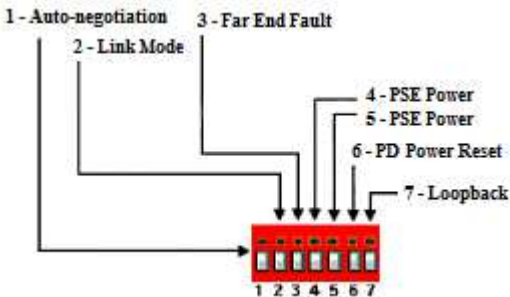 1 - Auto-negotiation
3 - Far End Fault
2 - Link Mode
4 - PSE Power
5 - PSE Power
6 - PD Power Reset
7 - Loopback
1 2 3 4 5 6 7